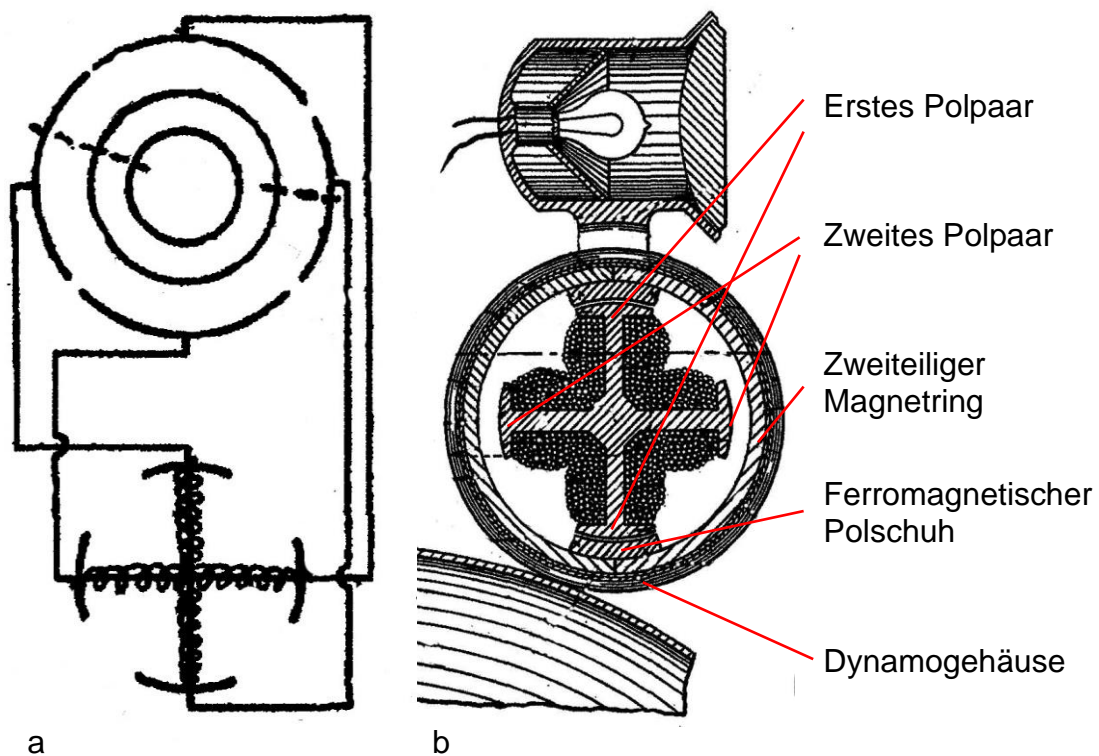 Erstes Polpaar
Zweites Polpaar
Zweiteiliger
Magnetring
Ferromagnetischer
Polschuh
Dynamogehäuse
a
b